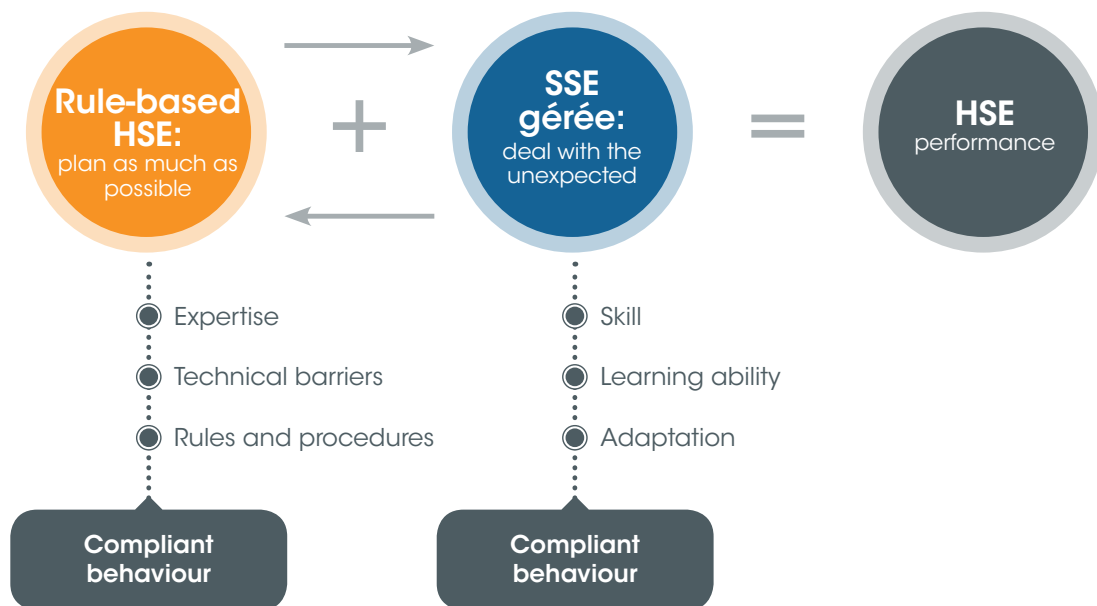 Rule-based
HSE:
plan as much as
possible
+
SSE
gérée:
deal with the
unexpected
=
HSE
performance
Expertise
Technical barriers
Rules and procedures
Compliant
behaviour
Skill
Learning ability
Adaptation
Compliant
behaviour